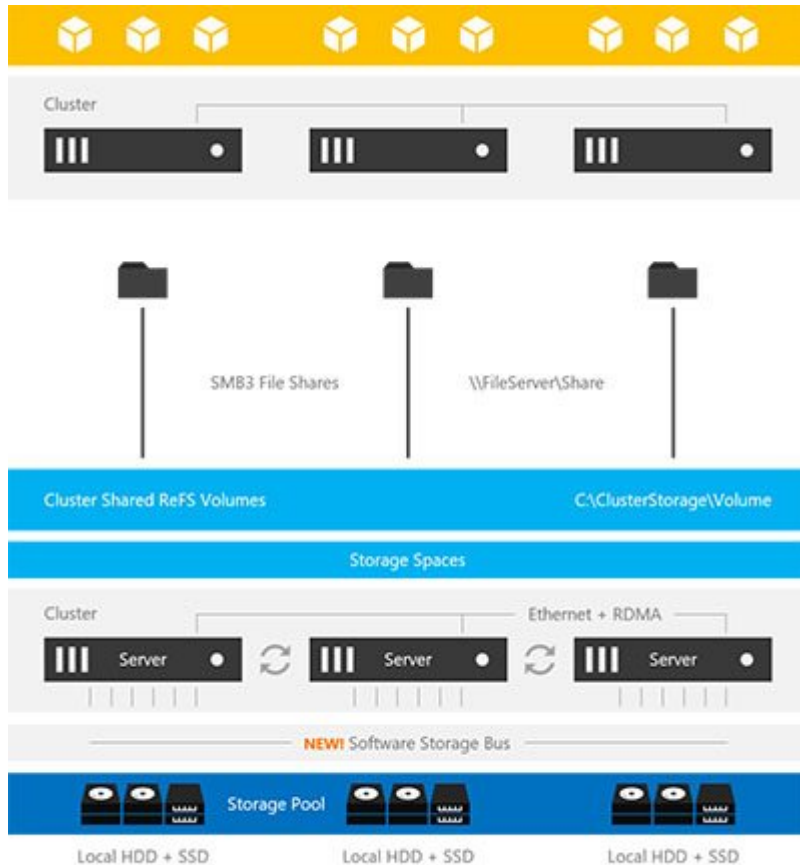 Cluster
SMB3 File Shares
\\FileServer\Share
Cluster Shared ReFS Volumes
C:\ClusterStorage\Volume
Storage Spaces
Cluster
Ethernet + RDMA
Server
Server
Server
NEW! Software Storage Bus
Storage Pool
Local HDD + SSD
Local HDD + SSD
Local HDD + SSD